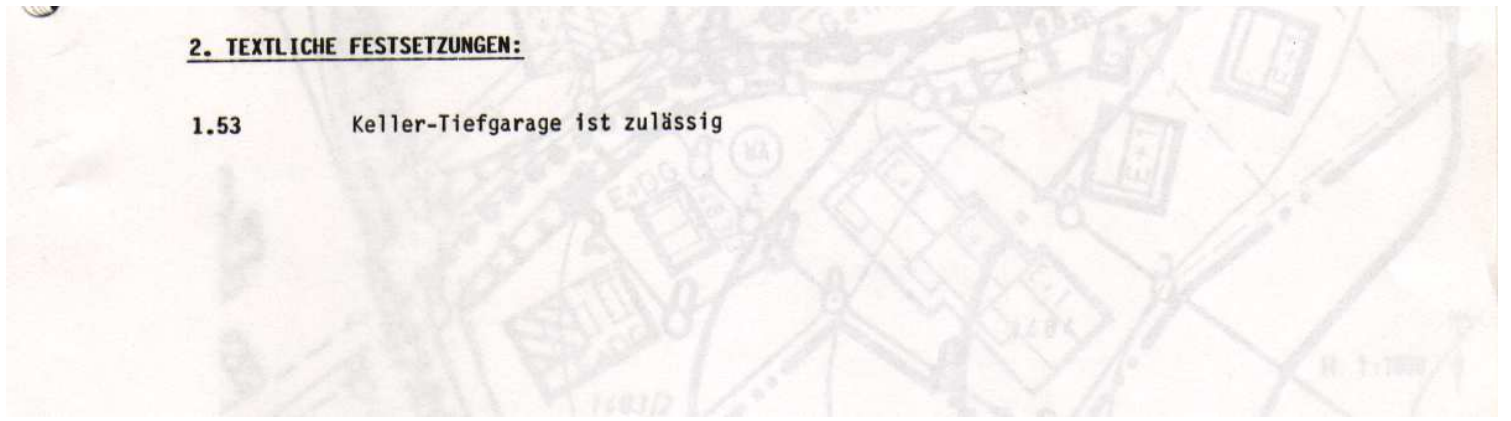 2. TEXTLICHE FESTSETZUNGEN:
1.53 Keller-Tiefgarage ist zulässig